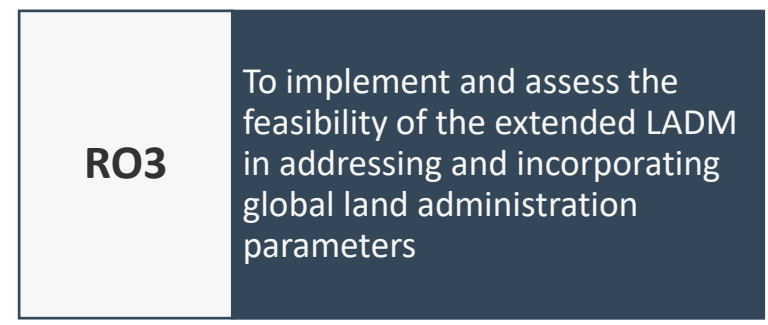 RO3
To implement and assess the
feasibility of the extended LADM
in addressing and incorporating
global land administration
parameters